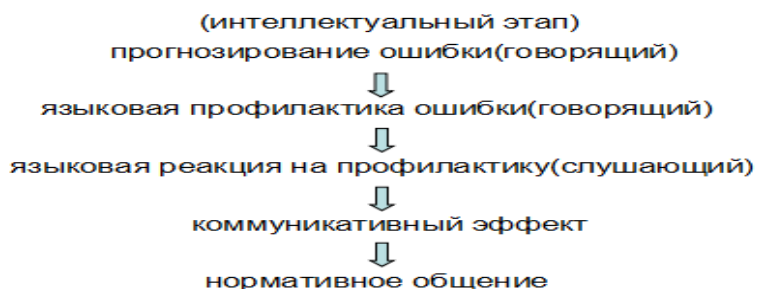 (интеллектуальный этап)
прогнозирование ошибки(говорящий)
языковая профилактика ошибки(говорящий)
языковая реакция на профилактику(слушающий)
коммуникативный эффект
нормативное общение